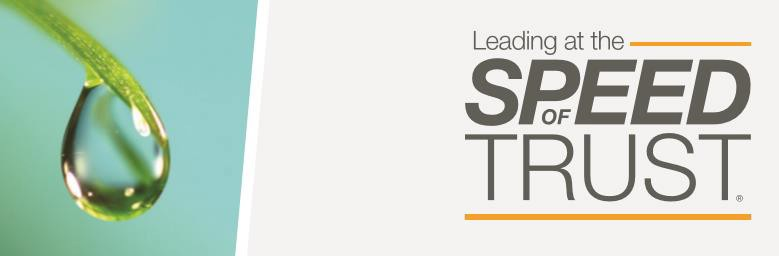 Leading at the
SPEED
OF
TRUST®